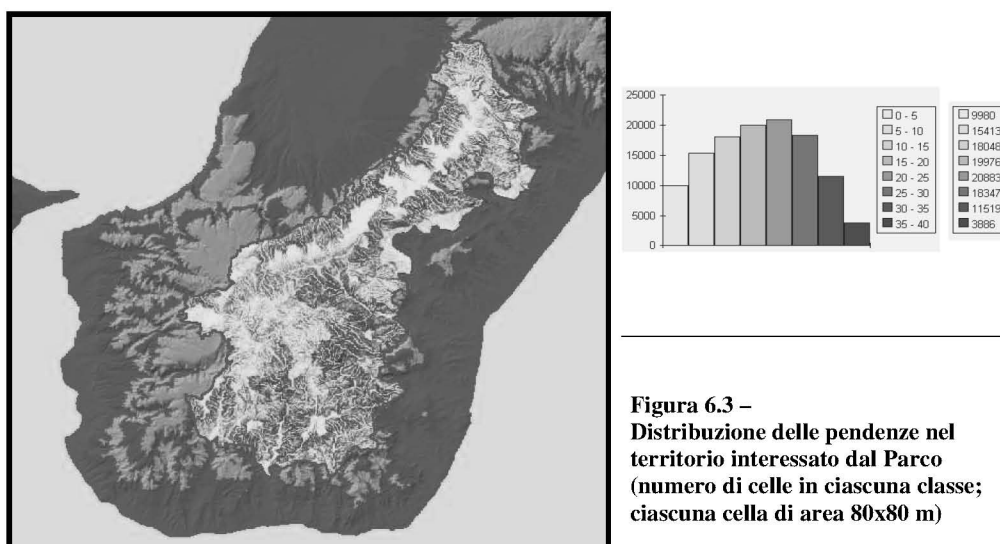 25000
20000
15000
10000
5000
0
0 - 5
5 - 10
10 - 15
15 - 20
20 - 25
25 - 30
30 - 35
35 - 40
9980
15413
18048
19976
20883
18347
11519
3886
Figura 6.3 –
Distribuzione delle pendenze nel
territorio interessato dal Parco
(numero di celle in ciascuna classe;
ciascuna cella di area 80x80 m)